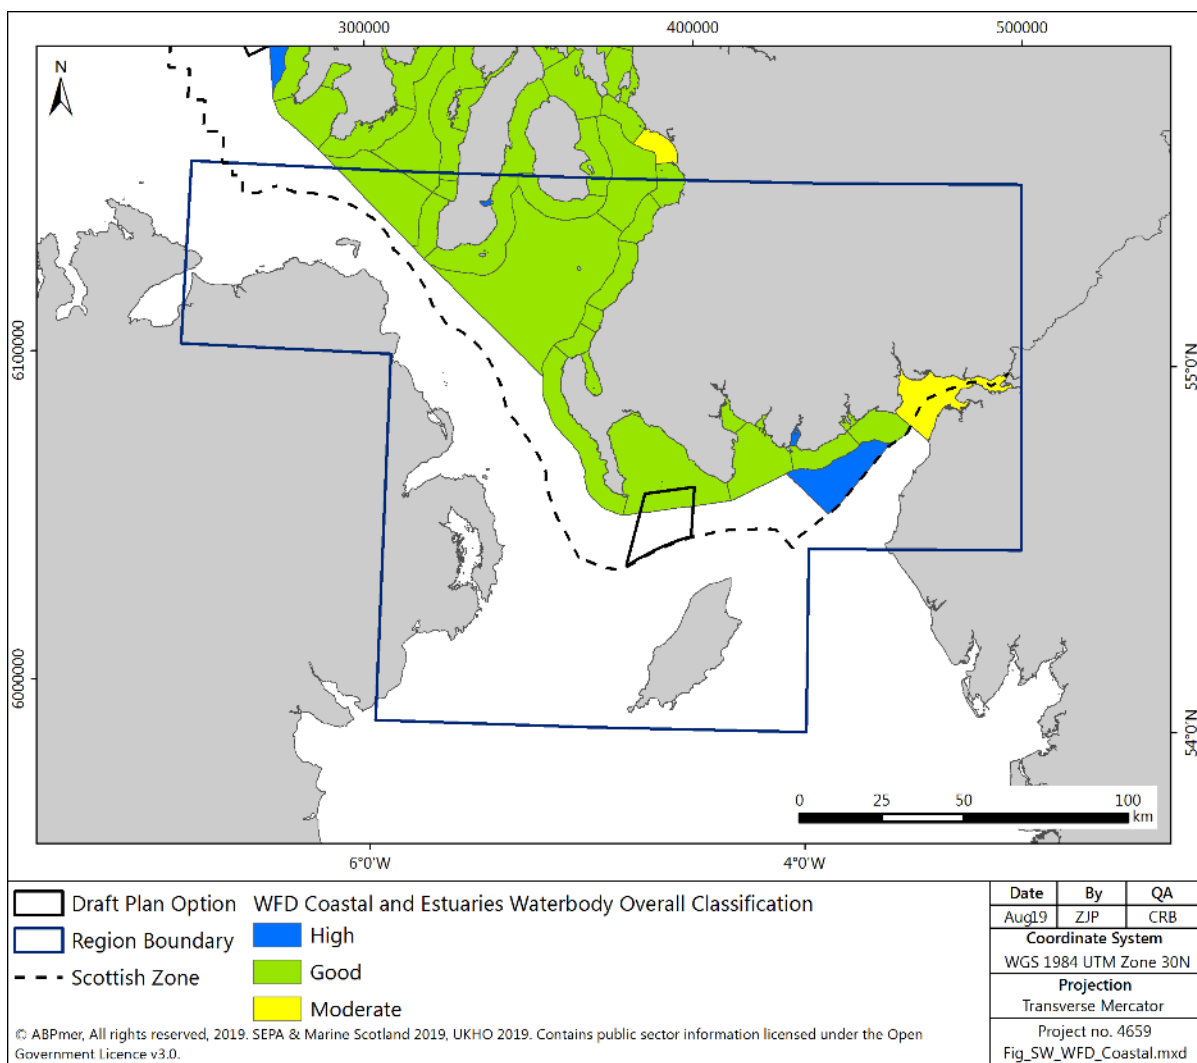 300000 400000 500000
N
6100000
6000000
55°0'N
54°0'N
0 25 50 100
km
6°0'W 4°0'W
Draft Plan Option
Region Boundary
Scottish Zone
WFD Coastal and Estuaries Waterbody Overall Classification
High
Good
Moderate
Date By QA
Aug19 ZJP CRB
Coordinate System
WGS 1984 UTM Zone 30N
Projection
Transverse Mercator
Project no. 4659
Fig_SW_WFD_Coastal.mxd
© ABPmer, All rights reserved, 2019. SEPA & Marine Scotland 2019, UKHO 2019. Contains public sector information licensed under the Open
Government Licence v3.0.